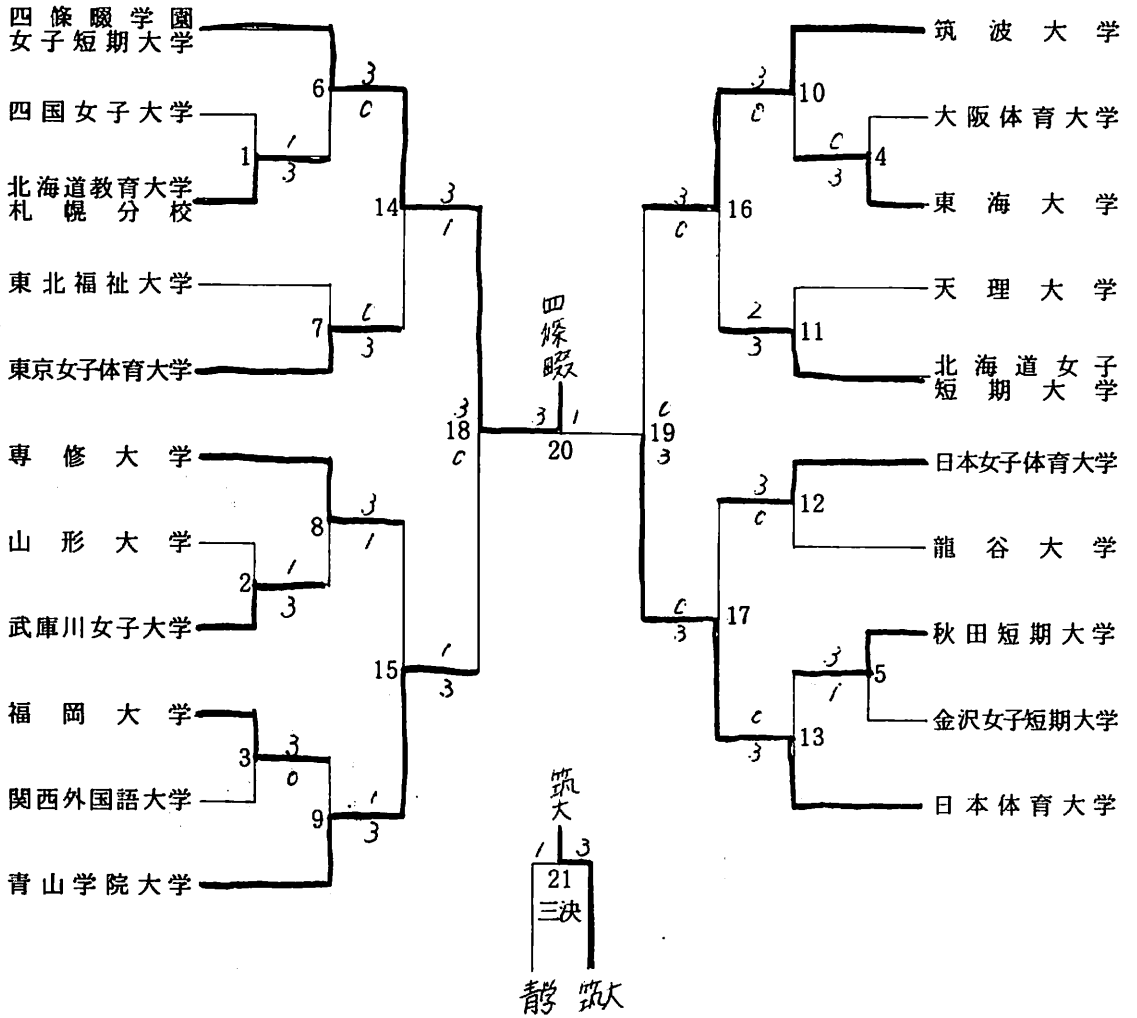 四條畷学園
女子短期大学
6
3
0
四国女子大学
1
1
3
北海道教育大学
札幌分校
14
3
1
東北福祉大学
7
0
3
東京女子体育大学
専修大学
8
3
1
山形大学
2
1
3
武庫川女子大学
15
1
3
福岡大学
3
3
0
関西外国語大学
9
1
3
青山学院大学
3
18
0
四條畷
3
1
20
0
19
3
筑波大学
3
0
10
大阪体育大学
0
3
4
東海大学
3
0
16
天理大学
2
3
11
北海道女子
短期大学
日本女子体育大学
3
0
12
龍谷大学
0
3
17
秋田短期大学
3
1
5
金沢女子短期大学
0
3
13
日本体育大学
筑大
1
3
21
三決
青学
筑大